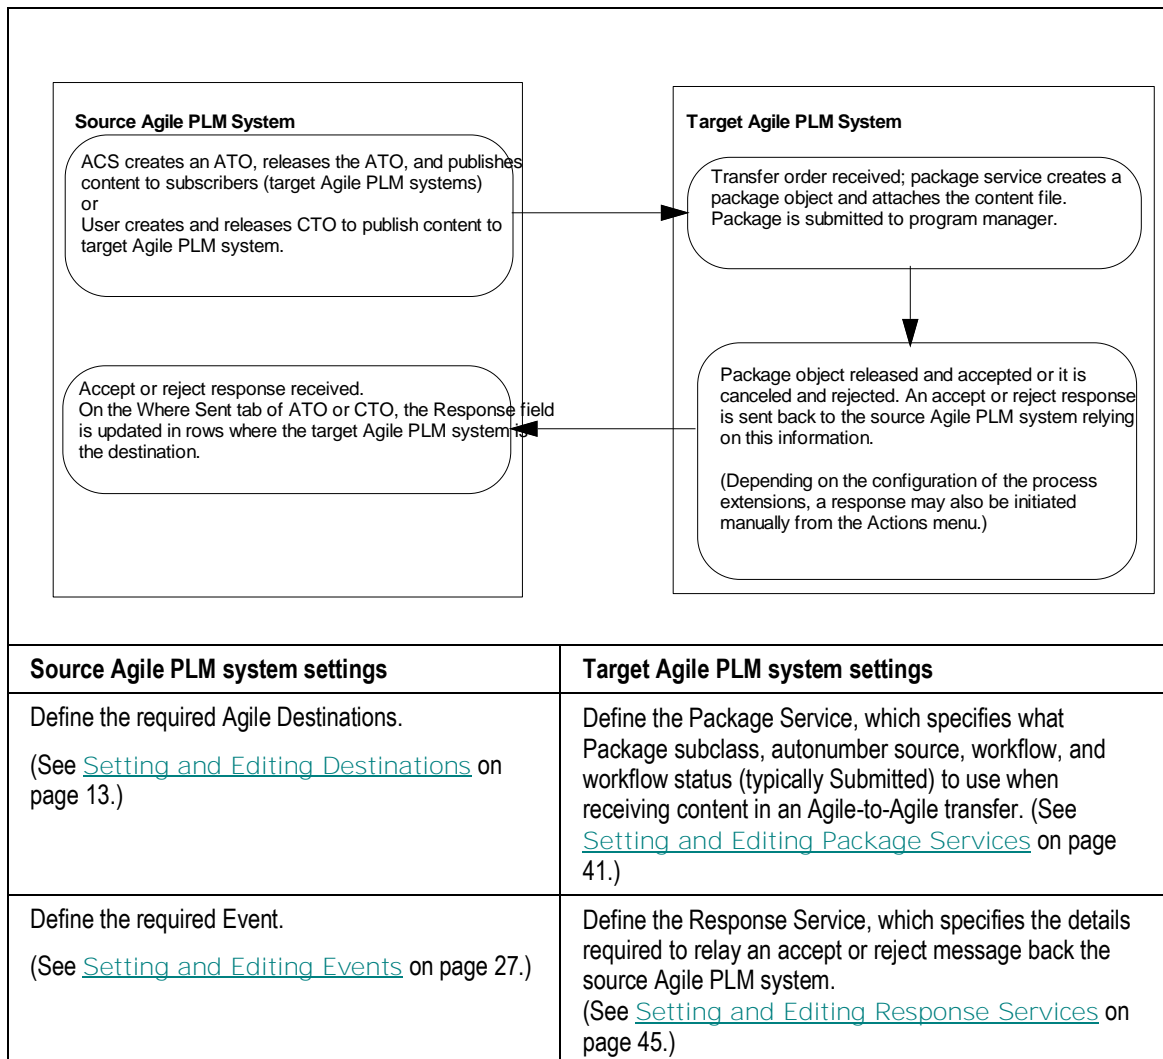 Source Agile PLM System
ACS creates an ATO, releases the ATO, and publishes
content to subscribers (target Agile PLM systems)
or
User creates and releases CTO to publish content to
target Agile PLM system.
Target Agile PLM System
Transfer order received; package service creates a
package object and attaches the content file.
Package is submitted to program manager.
Accept or reject response received.
On the Where Sent tab of ATO or CTO, the Response field
is updated in rows where the target Agile PLM system is
the destination.
Package object released and accepted or it is
canceled and rejected. An accept or reject response
is sent back to the source Agile PLM system relying
on this information.
(Depending on the configuration of the process
extensions, a response may also be initiated
manually from the Actions menu.)
Source Agile PLM system settings
Target Agile PLM system settings
Define the required Agile Destinations.
(See Setting and Editing Destinations on
page 13.)
Define the Package Service, which specifies what
Package subclass, autonumber source, workflow, and
workflow status (typically Submitted) to use when
receiving content in an Agile-to-Agile transfer. (See
Setting and Editing Package Services on page
41.)
Define the required Event.
(See Setting and Editing Events on page 27.)
Define the Response Service, which specifies the details
required to relay an accept or reject message back the
source Agile PLM system.
(See Setting and Editing Response Services on
page 45.)